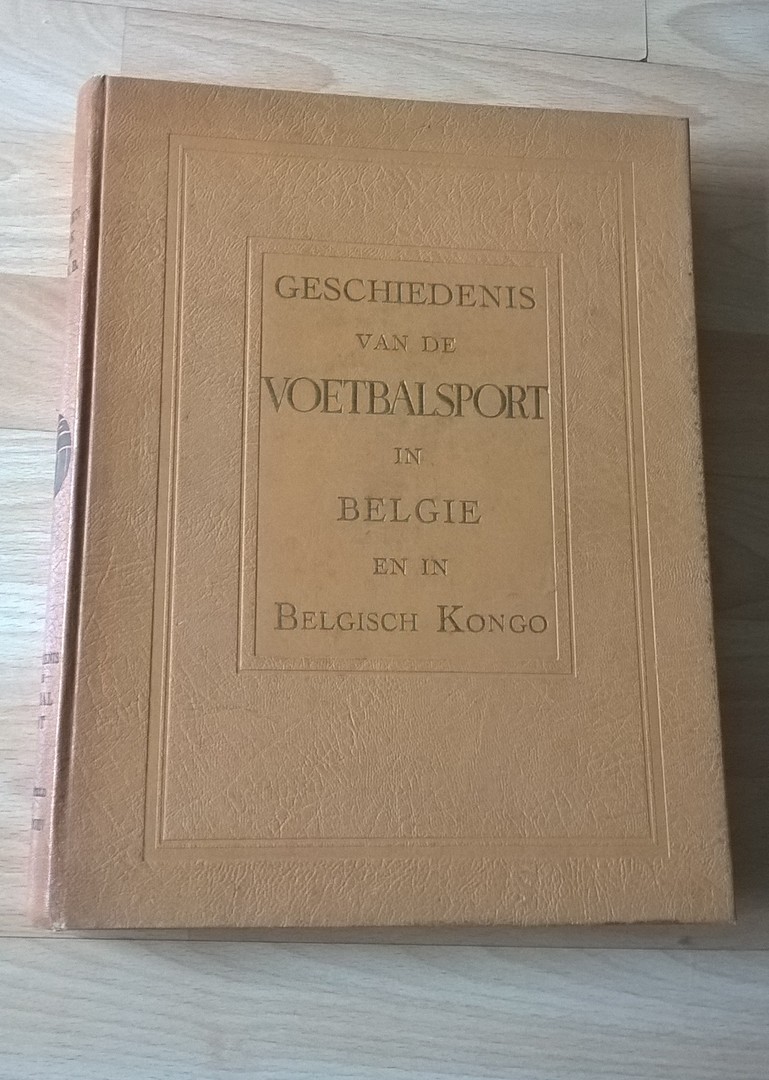 GESCHIEDENIS
VAN DE
VOETBALSPORT
IN
BELGIE
EN IN
BELGISCH KONGO